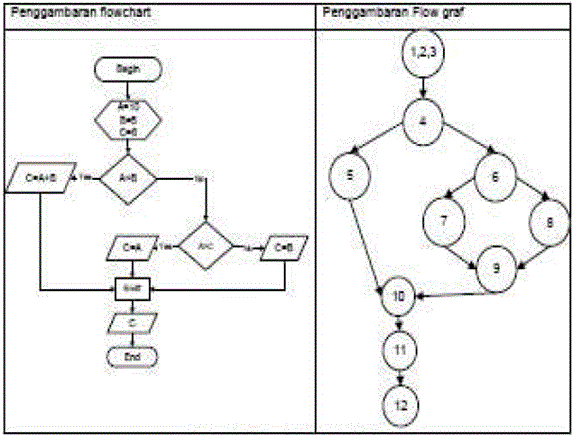 Penggambaran flowchart
Penggambaran Flow graf
Begin
A=10
B=5
C=6
C=A+B
Yes
No
C=A
Yes
A>C
No
C=B
C
End
1,2,3
4
5
6
7
8
9
10
11
12